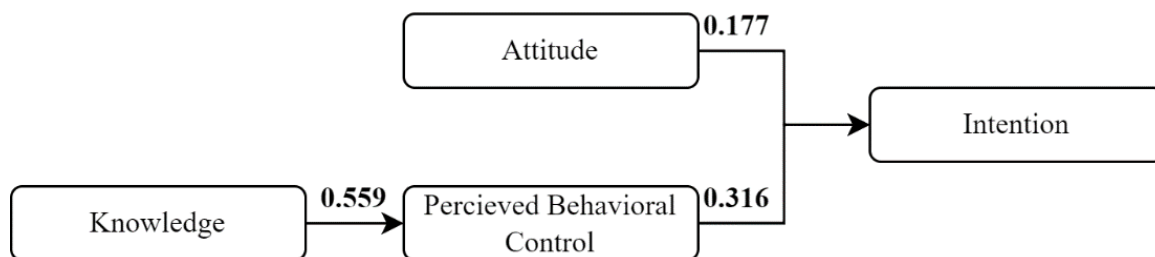 Attitude
0.177
Intention
Knowledge
0.559
Percieved Behavioral
Control
0.316